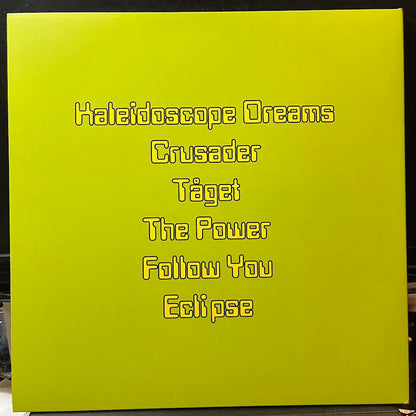 Kaleidoscope Dreams
Crusader
Tåget
The Power
Follow You
Eclipse